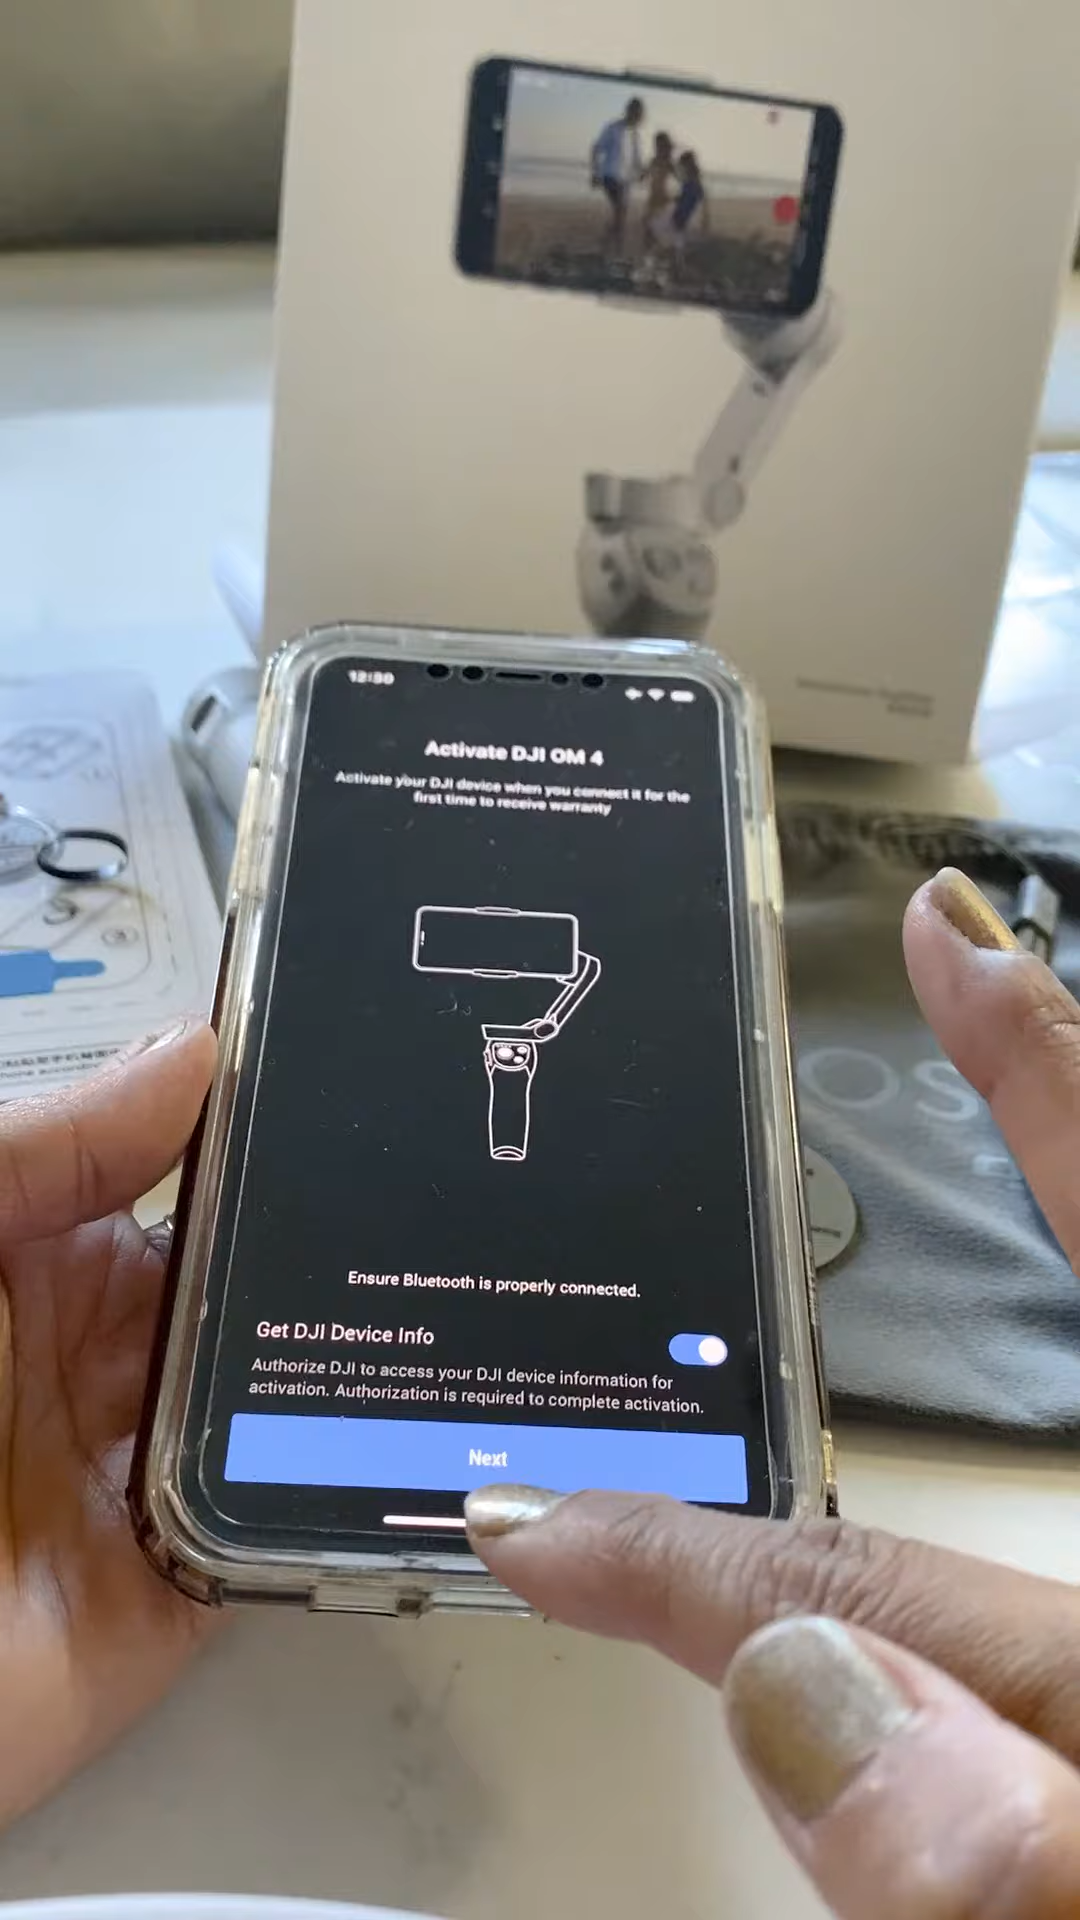 12:30
Activate DJI OM 4
Activate your DJI device when you connect it for the
first time to receive warranty
Ensure Bluetooth is properly connected.
Get DJI Device Info
Authorize DJI to access your DJI device information for
activation. Authorization is required to complete activation.
Next
OS